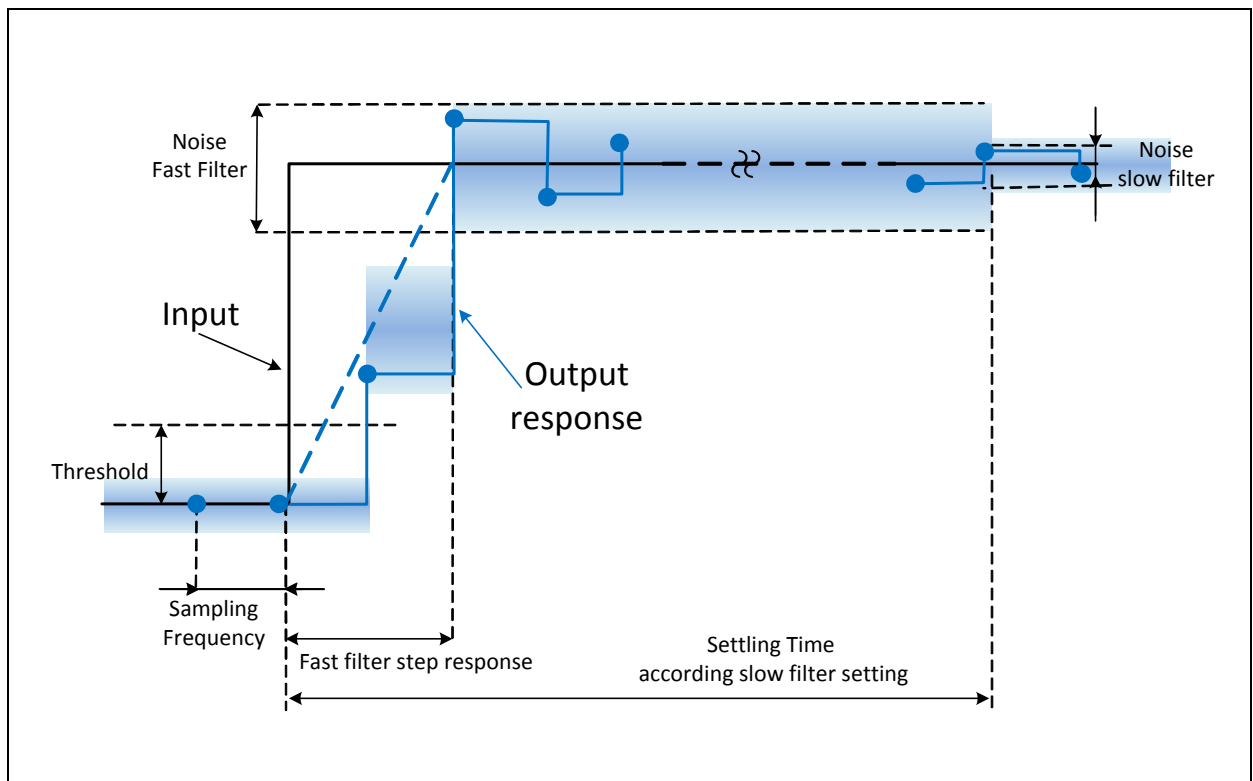 Noise
Fast Filter
Noise
slow filter
Input
Output
response
Threshold
Sampling
Frequency
Fast filter step response
Settling Time
according slow filter setting